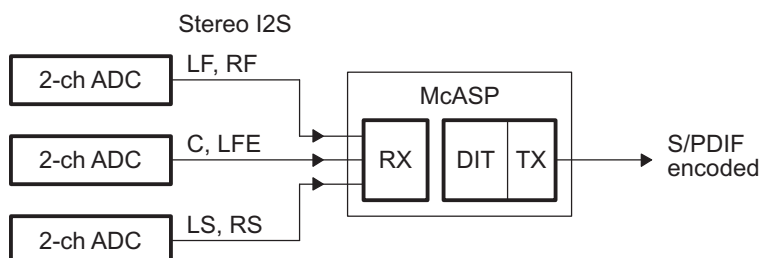 Stereo I2S
2-ch ADC
LF, RF
2-ch ADC
C, LFE
2-ch ADC
LS, RS
McASP
RX
DIT
TX
S/PDIF
encoded